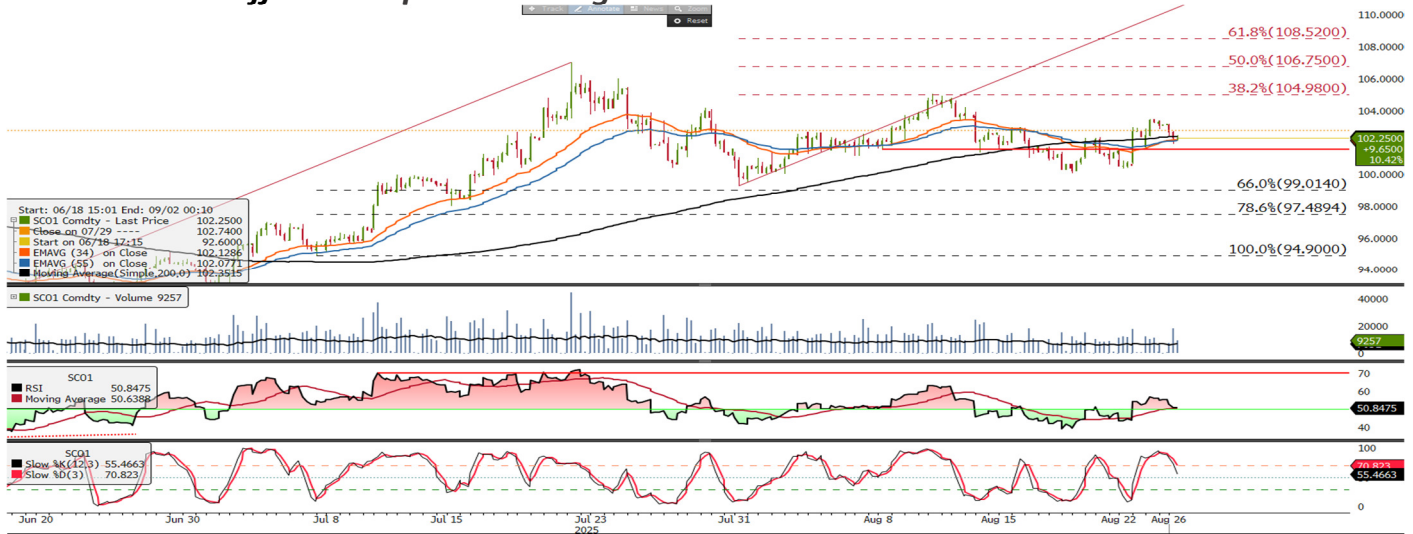 Track Annotate News Zoom
Reset
110.0000
61.8%(108.5200)
108.0000
50.0%(106.7500)
106.0000
38.2%(104.9800)
104.0000
102.2500
+9.6500
10.42%
100.0000
66.0%(99.0140)
98.0000
78.6%(97.4894)
96.0000
100.0%(94.9000)
94.0000
Start: 06/18 15:01 End: 09/02 00:10
SCO1 Comdty - Last Price 102.2500
Close on 07/29 ---- 102.7400
Start on 06/18 17:15 92.6000
EMAVG (34) on Close 102.1286
EMAVG (55) on Close 102.0771
Moving Average(Simple,200,0) 102.3515
SCO1 Comdty - Volume 9257
40000
20000
9257
0
SCO1
RSI 50.8475
Moving Average 50.6388
70
60
50.8475
40
SCO1
Slow %K(12,3) 55.4663
Slow %D(3) 70.823
100
70.823
55.4663
0
Jun 20 Jun 30 Jul 8 Jul 15 Jul 23 Jul 31 Aug 8 Aug 15 Aug 22 Aug 26
2025